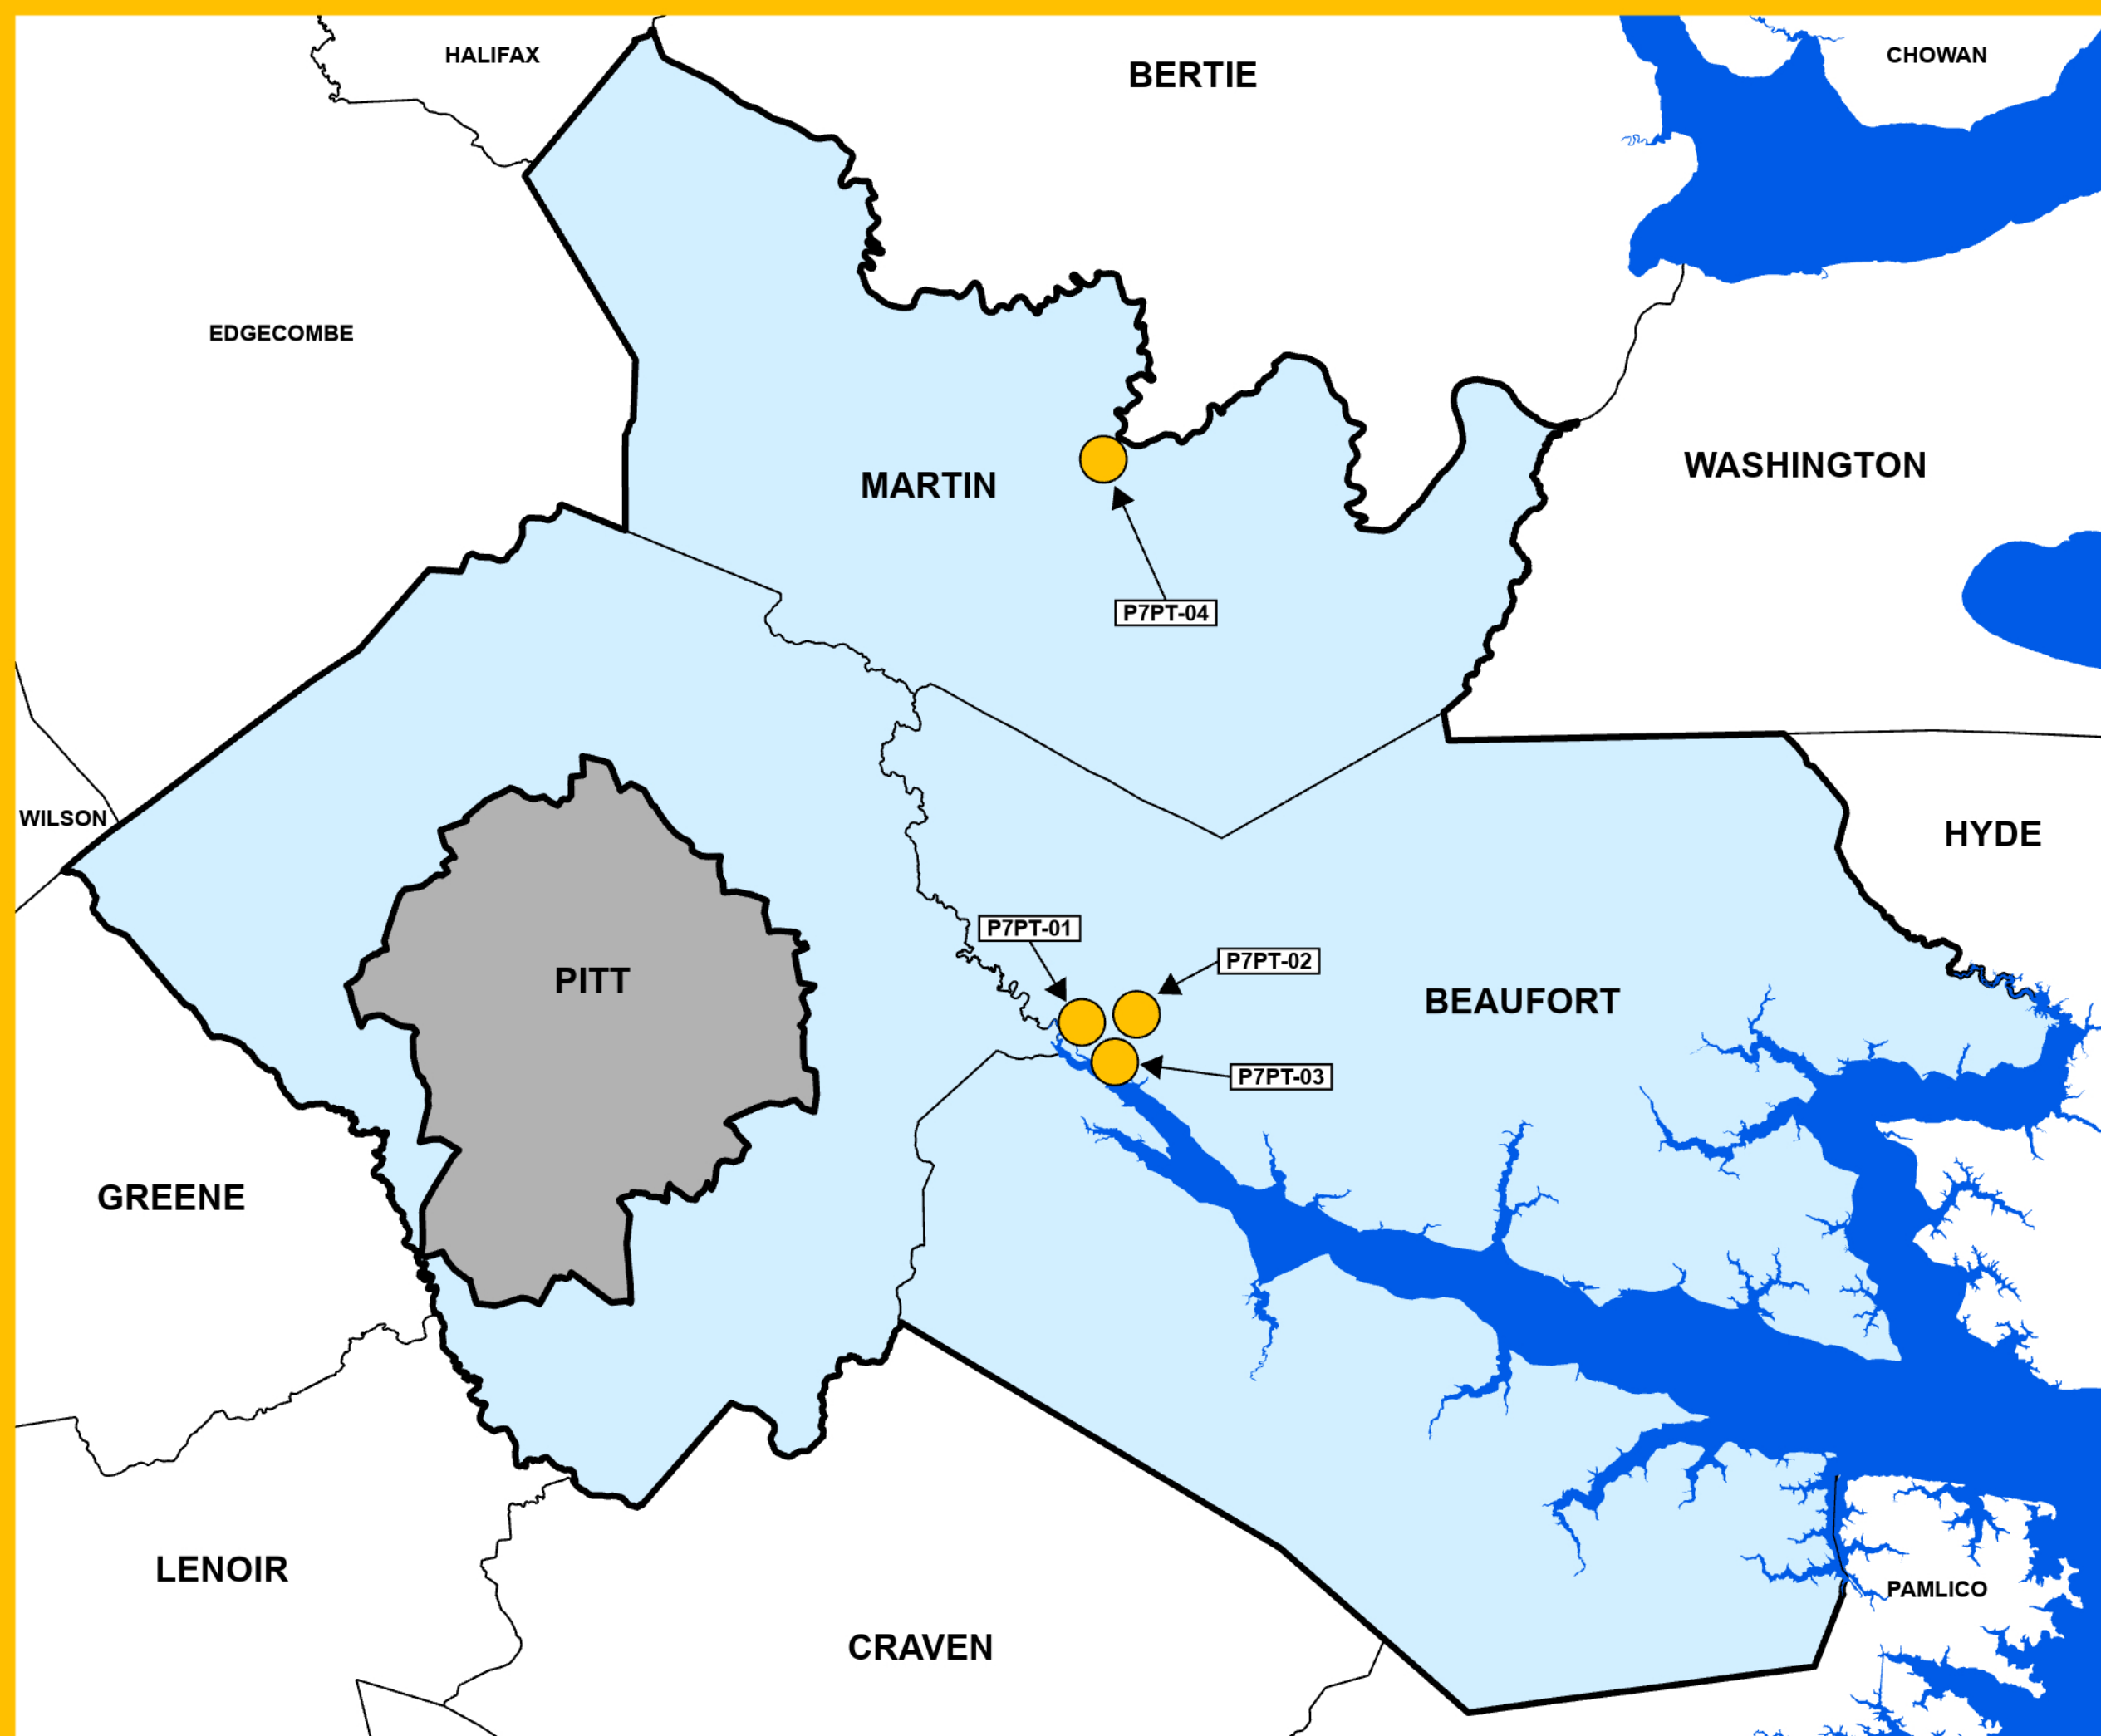 HALIFAX
CHOWAN
BERTIE
EDGECOMBE
WASHINGTON
MARTIN
P7PT-04
WILSON
HYDE
P7PT-01
P7PT-02
PITT
BEAUFORT
P7PT-03
GREENE
LENOIR
PAMLICO
CRAVEN